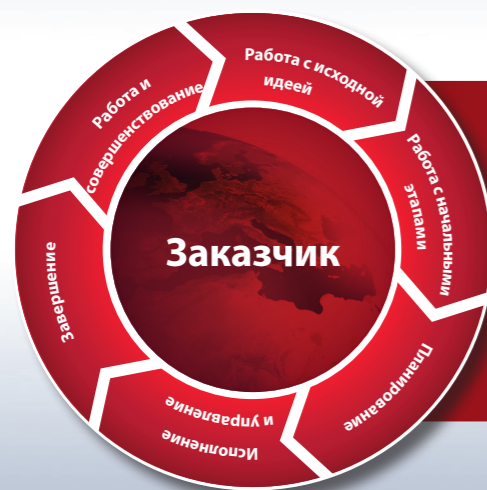 Заказчик
Работа с исходной
идеей
Работа с начальными
этапами
Планирование
Исполнение
и управление
Завершение
Работа и
совершенствование